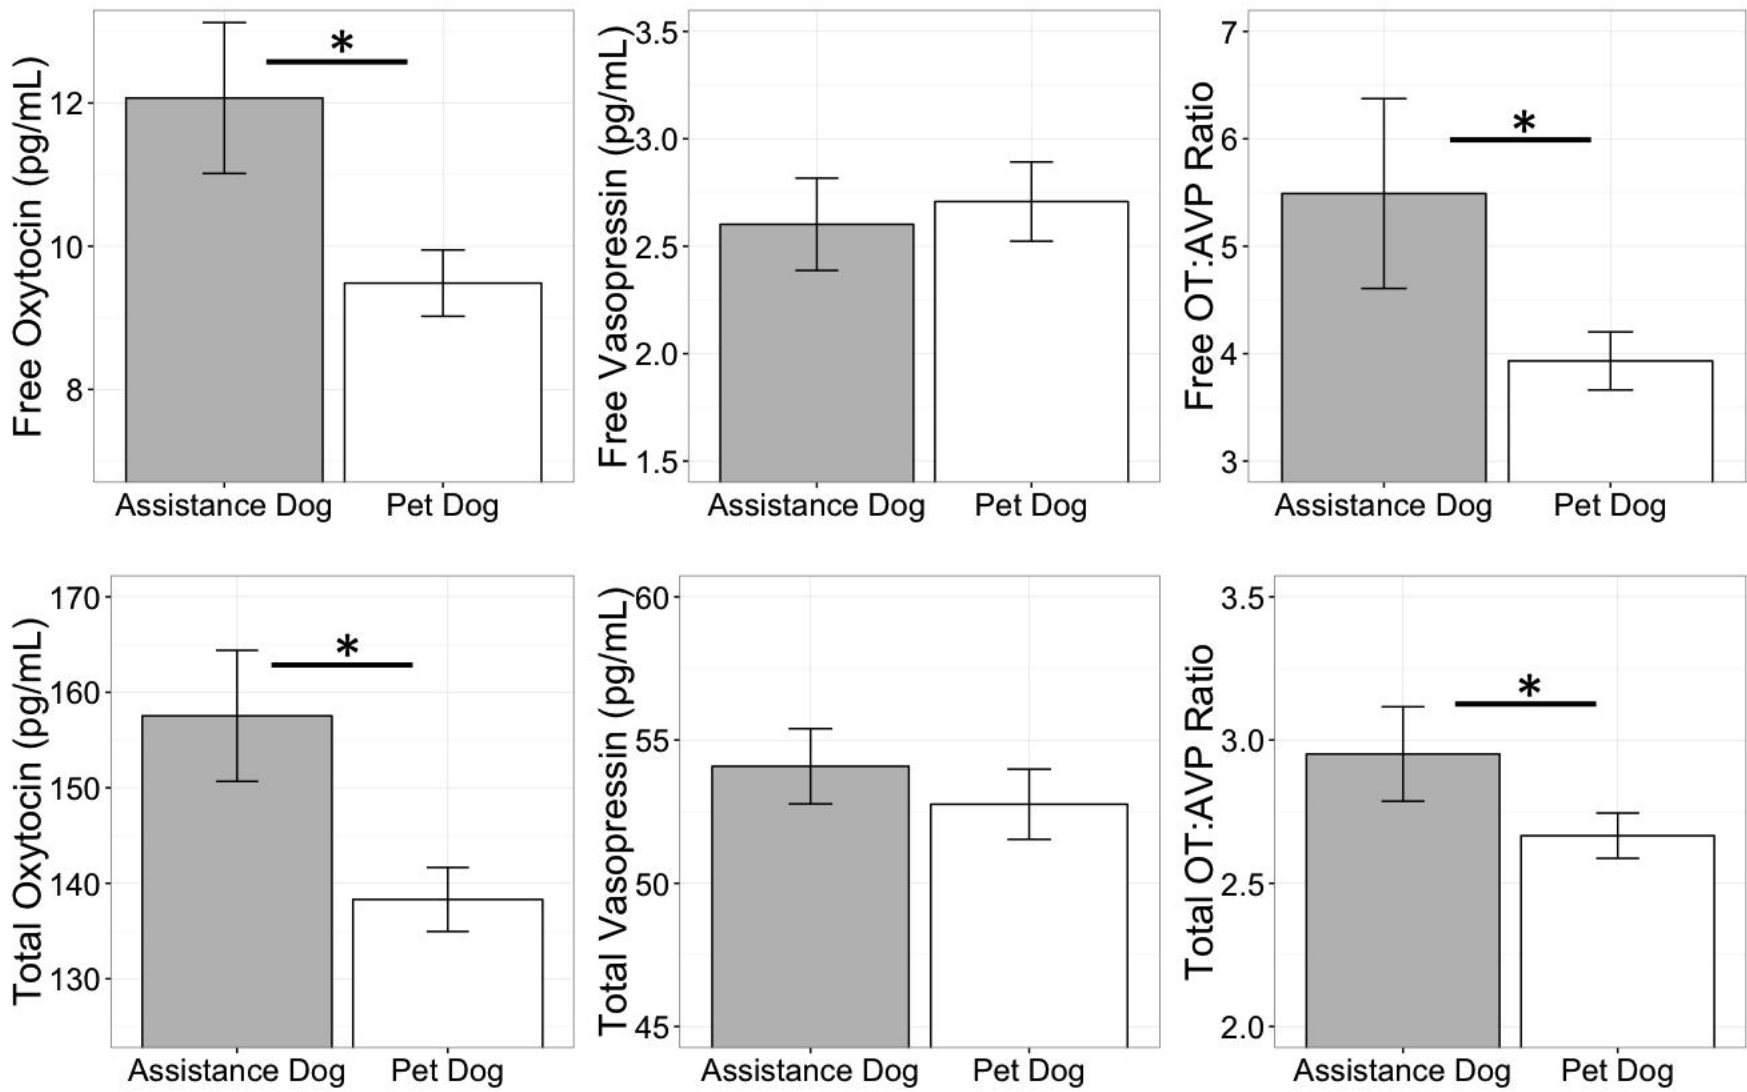 Free Oxytocin (pg/mL)
12
10
8
*
Assistance Dog
Pet Dog
Free Vasopressin (pg/mL)
3.5
3.0
2.5
2.0
1.5
Assistance Dog
Pet Dog
Free OT:AVP Ratio
7
6
5
4
3
*
Assistance Dog
Pet Dog
Total Oxytocin (pg/mL)
170
160
150
140
130
*
Assistance Dog
Pet Dog
Total Vasopressin (pg/mL)
60
55
50
45
Assistance Dog
Pet Dog
Total OT:AVP Ratio
3.5
3.0
2.5
2.0
*
Assistance Dog
Pet Dog